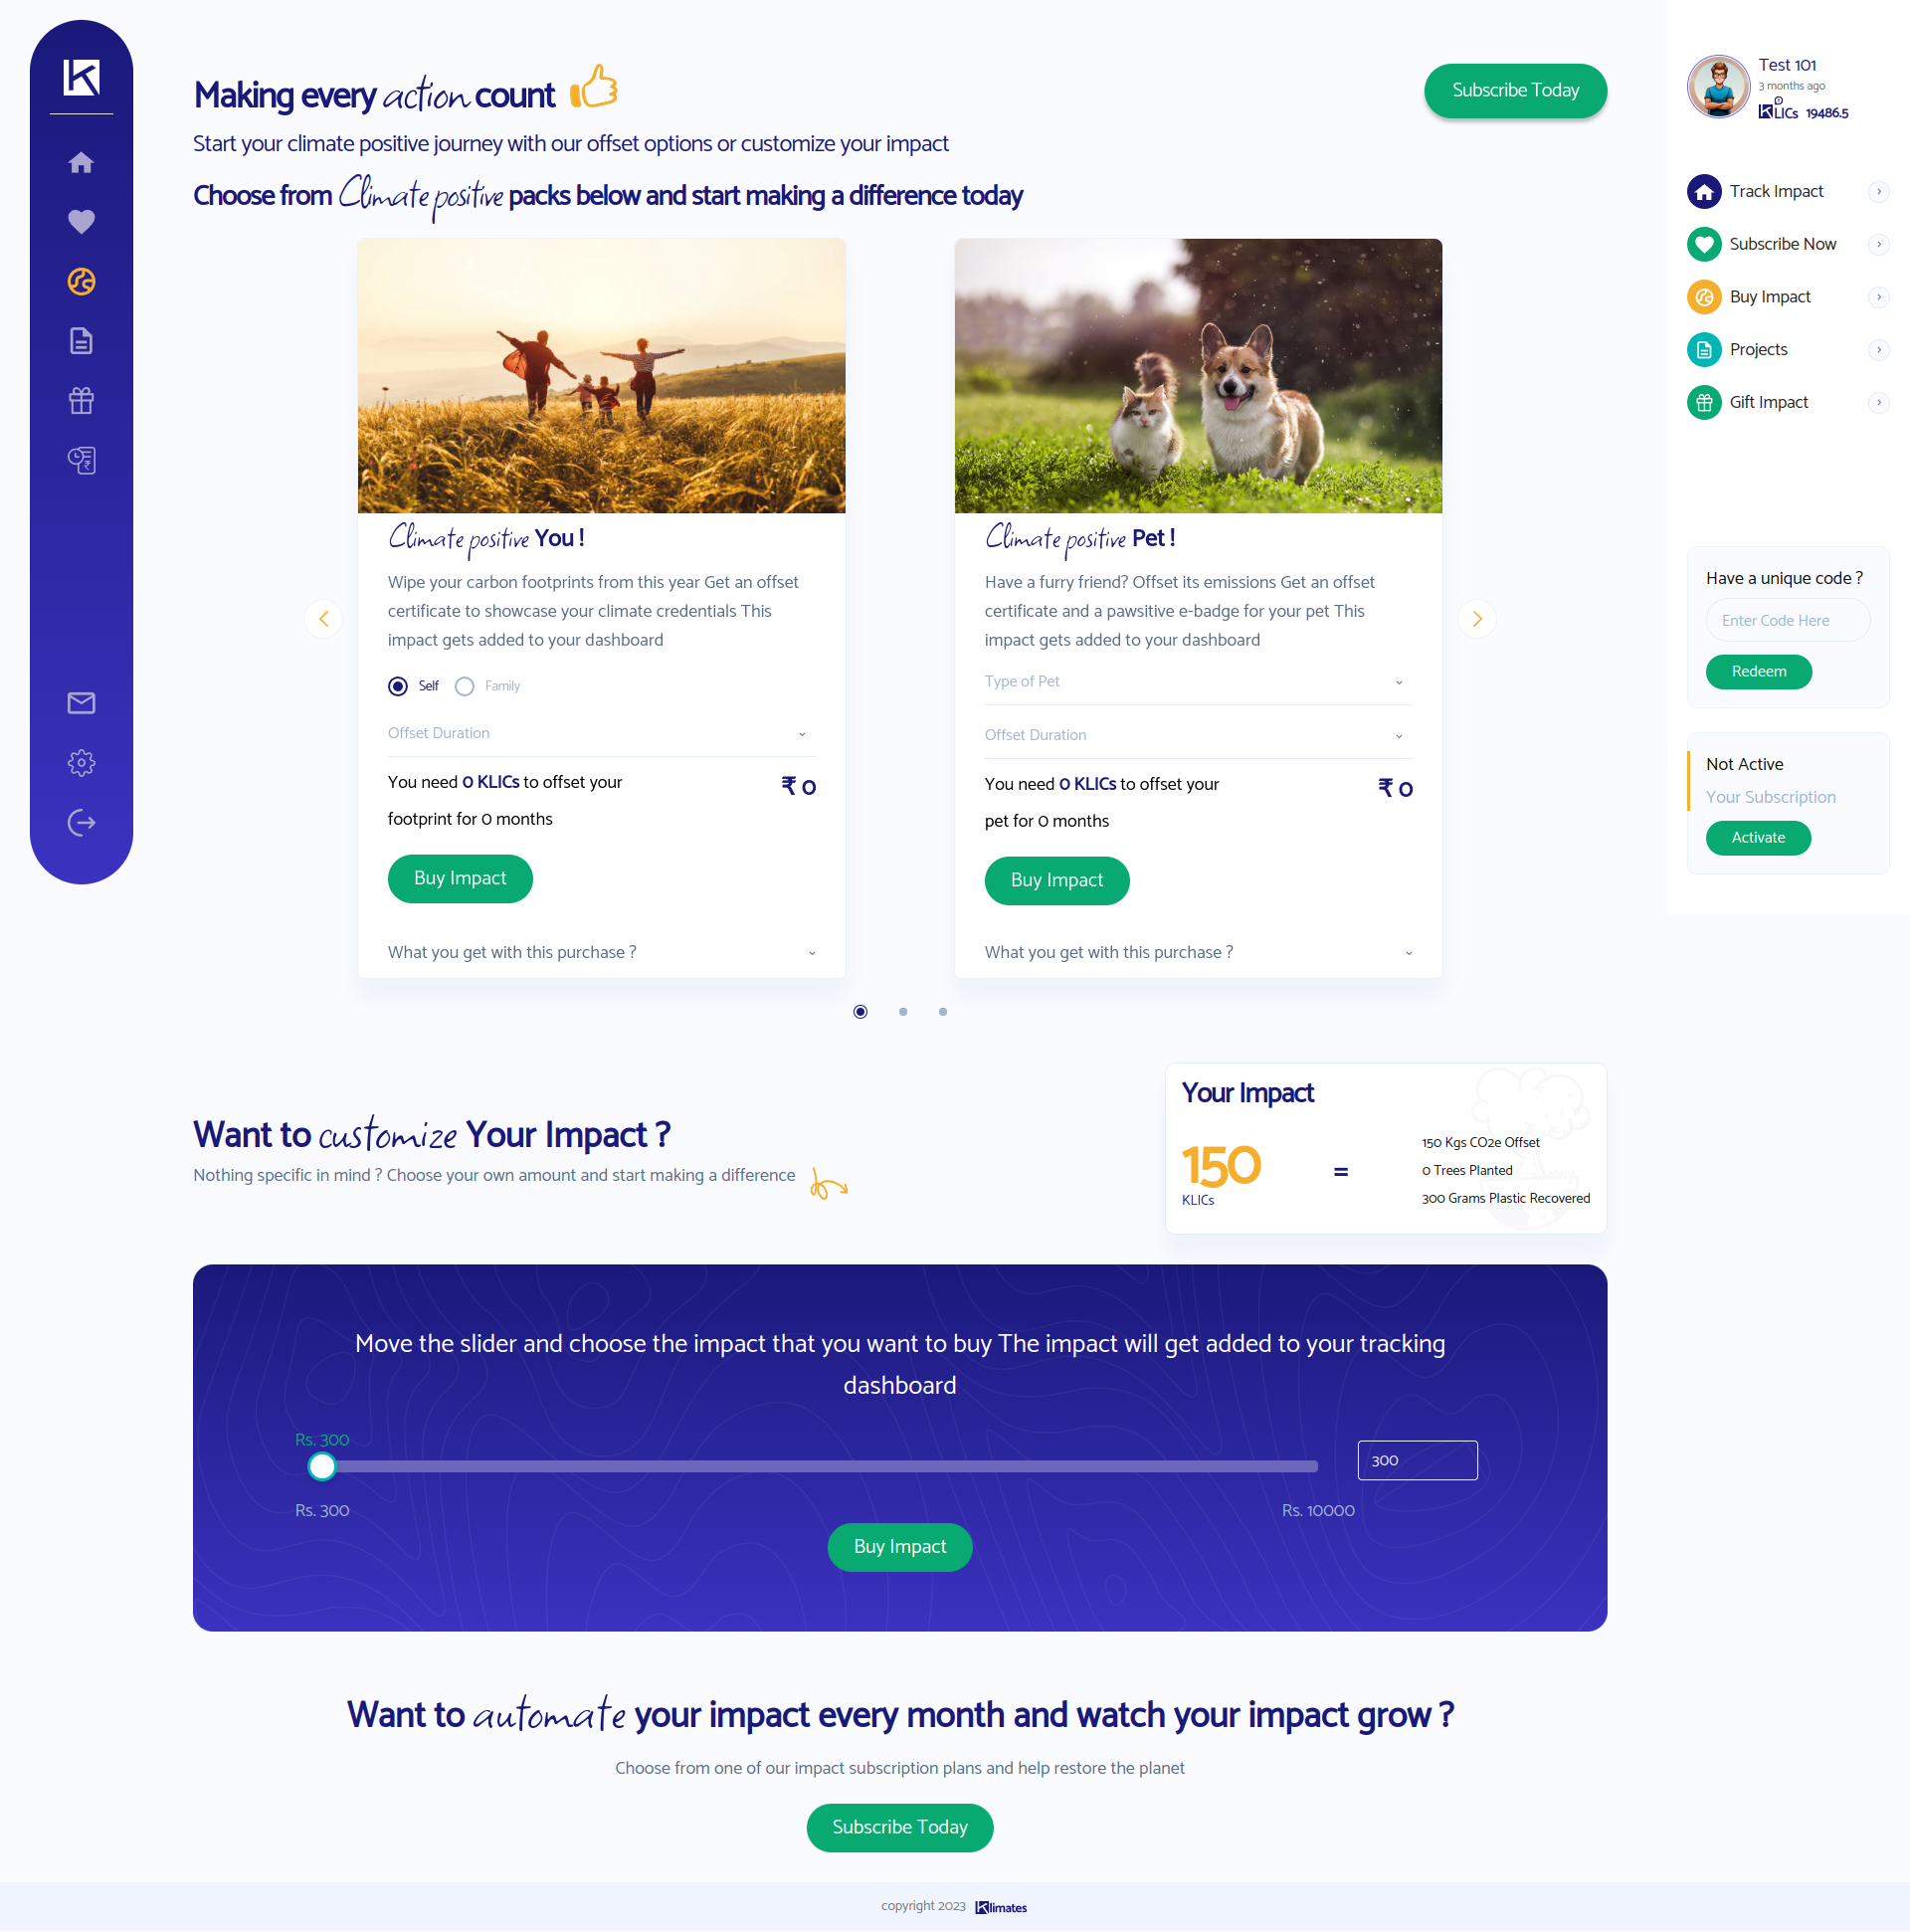 Making every action count
Subscribe Today
Start your climate positive journey with our offset options or customize your impact
Choose from Climate positive packs below and start making a difference today
Climate positive You !
Wipe your carbon footprints from this year Get an offset
certificate to showcase your climate credentials This
impact gets added to your dashboard
Self Family
Offset Duration
You need 0 KLICs to offset your
footprint for 0 months
₹ 0
Buy Impact
What you get with this purchase ?
Climate positive Pet !
Have a furry friend? Offset its emissions Get an offset
certificate and a pawsitive e-badge for your pet This
impact gets added to your dashboard
Type of Pet
Offset Duration
You need 0 KLICs to offset your
pet for 0 months
₹ 0
Buy Impact
What you get with this purchase ?
Test 101
3 months ago
KLICs 19486.5
Track Impact
Subscribe Now
Buy Impact
Projects
Gift Impact
Have a unique code ?
Enter Code Here
Redeem
Not Active
Your Subscription
Activate
Want to customize Your Impact ?
Nothing specific in mind ? Choose your own amount and start making a difference
Your Impact
150
KLICs
=
150 Kgs CO2e Offset
0 Trees Planted
300 Grams Plastic Recovered
Move the slider and choose the impact that you want to buy The impact will get added to your tracking
dashboard
Rs. 300
300
Rs. 300
Rs. 10000
Buy Impact
Want to automate your impact every month and watch your impact grow ?
Choose from one of our impact subscription plans and help restore the planet
Subscribe Today
copyright 2023 Klimates